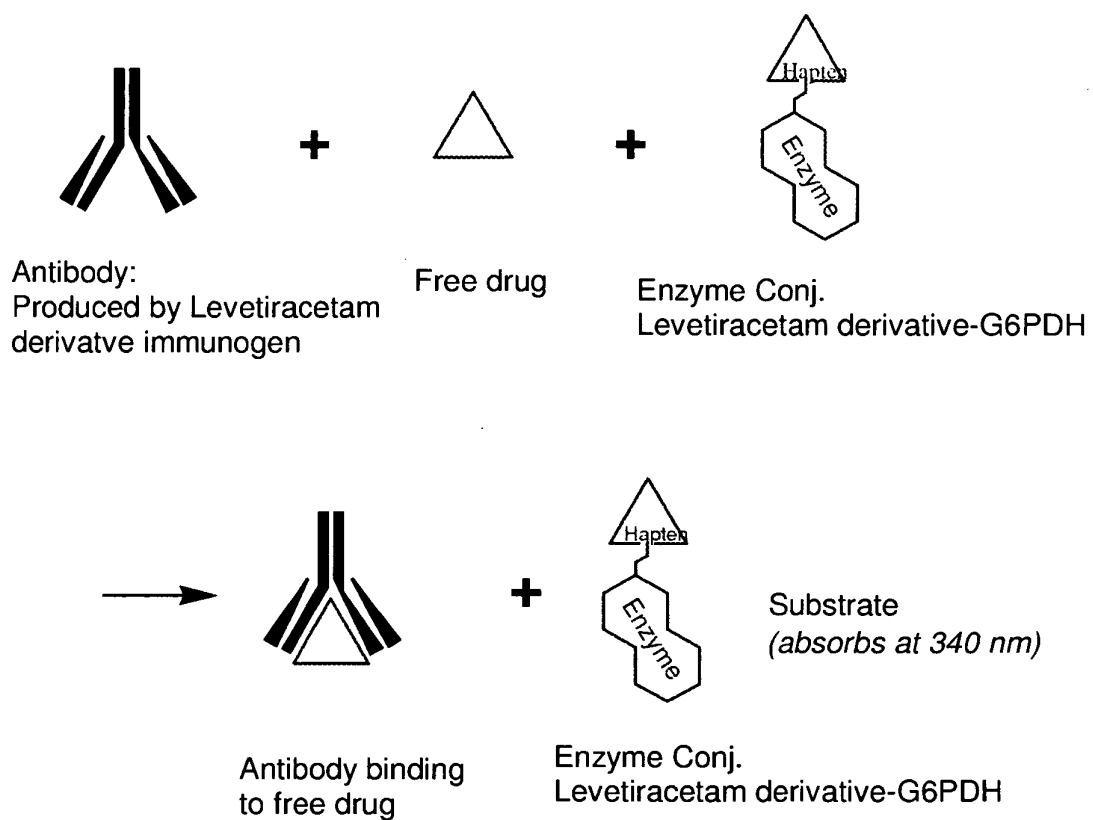 Hapten
Enzyme
+
+
Antibody:
Produced by Levetiracetam
derivatve immunogen
Free drug
Enzyme Conj.
Levetiracetam derivative-G6PDH
Hapten
Enzyme
+
Substrate
(absorbs at 340 nm)
Antibody binding
to free drug
Enzyme Conj.
Levetiracetam derivative-G6PDH